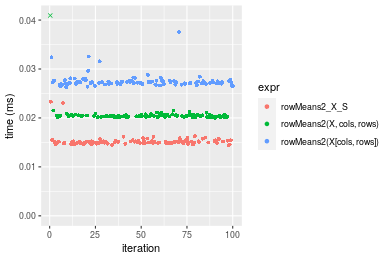 0.04
0.03
0.02
0.01
0.00
time (ms)
0
25
50
75
100
iteration
expr
rowMeans2_X_S
rowMeans2(X, cols, rows)
rowMeans2(X[cols, rows])